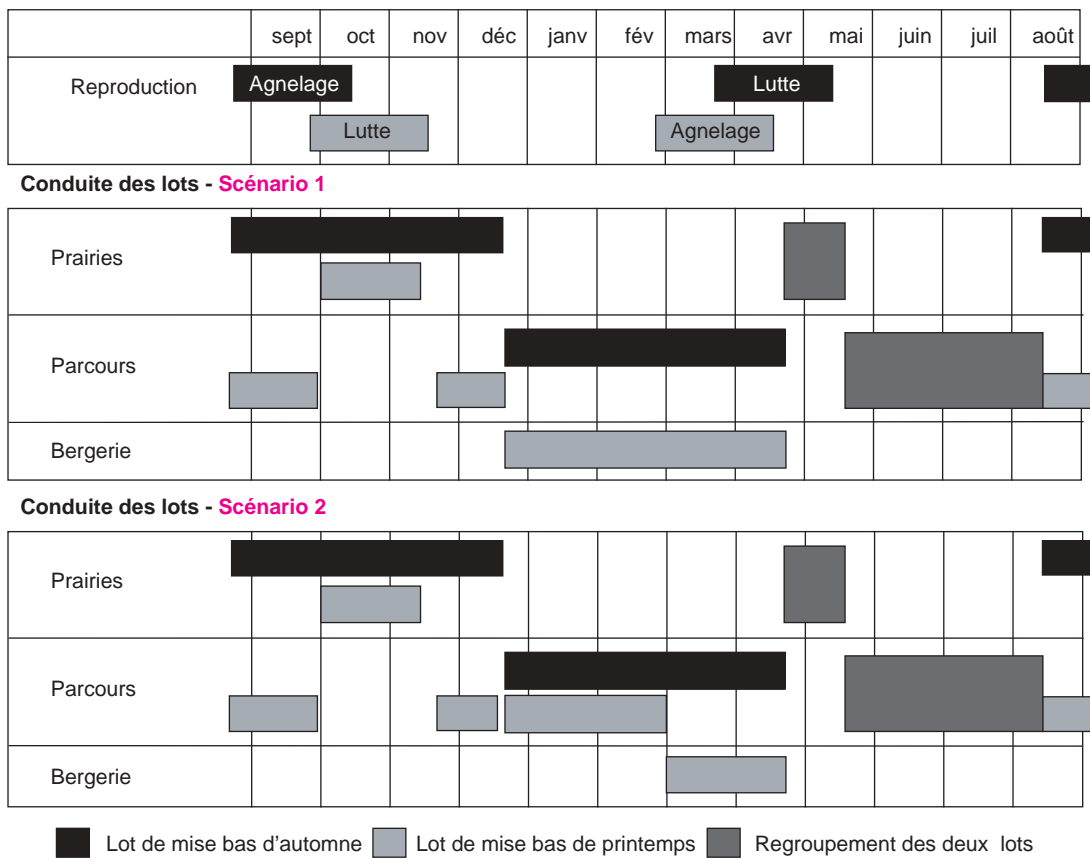 sept oct nov déc janv fév mars avr mai juin juil août
Reproduction Agnelage Lutte
Lutte Agnelage
Conduite des lots - Scénario 1
Prairies
Parcours
Bergerie
Conduite des lots - Scénario 2
Prairies
Parcours
Bergerie
Lot de mise bas d'automne Lot de mise bas de printemps Regroupement des deux lots